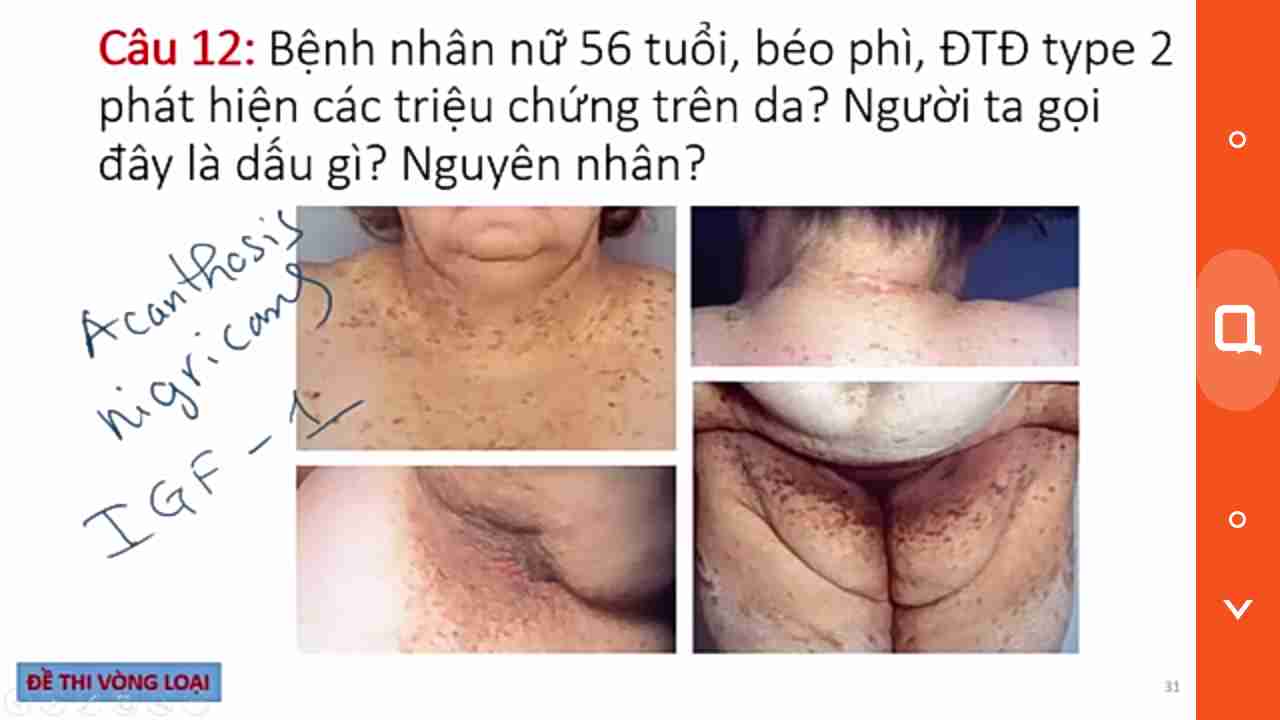 Câu 12: Bệnh nhân nữ 56 tuổi, béo phì, ĐTĐ type 2
phát hiện các triệu chứng trên da? Người ta gọi
đây là dấu gì? Nguyên nhân?
Acanthosis
nigricans
IGF - 1
ĐỀ THI VÒNG LOẠI
31